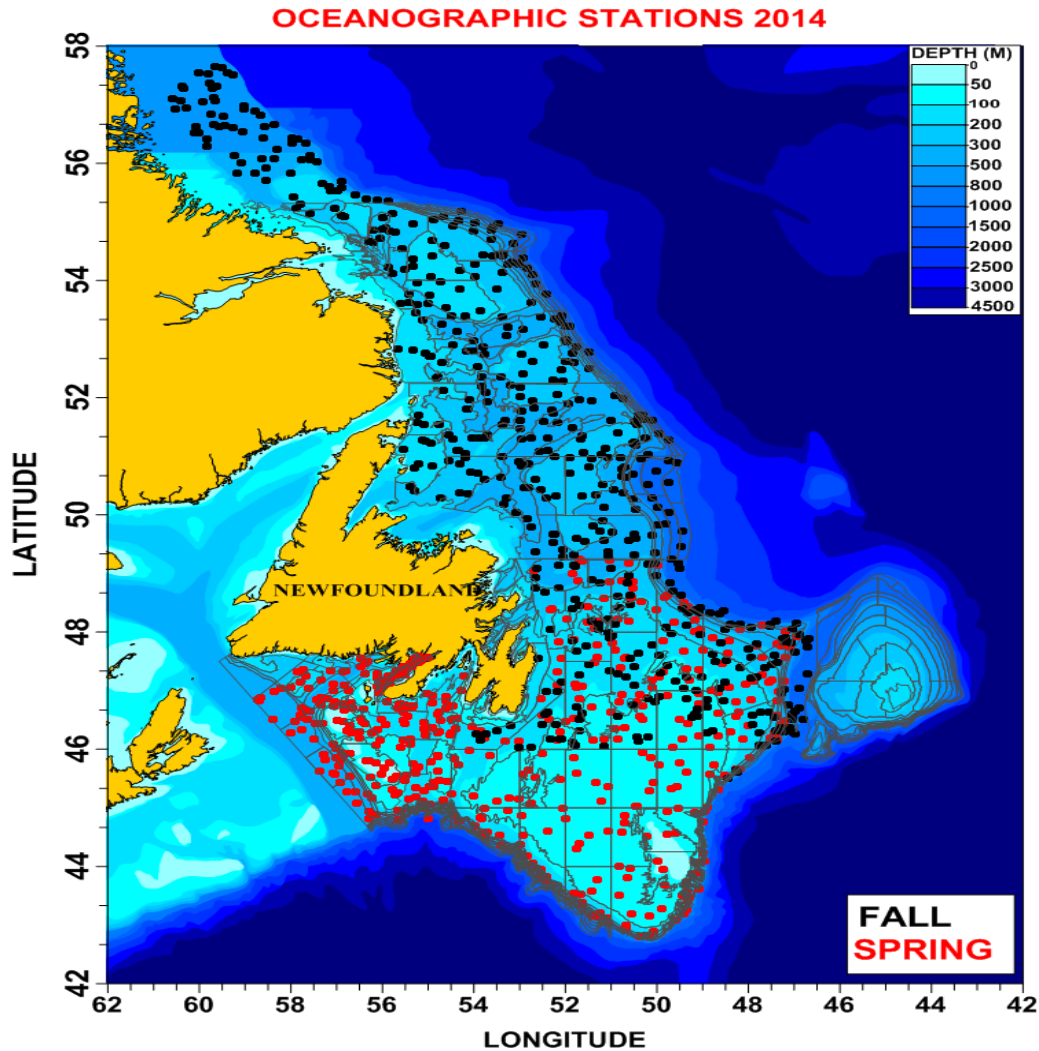 OCEANOGRAPHIC STATIONS 2014
58
56
54
52
50
48
46
44
42
LATITUDE
DEPTH (M)
0
50
100
200
300
500
800
1500
2000
2500
3000
4500
NEWFOUNDLAND
FALL
SPRING
62 60 58 56 54 52 50 48 46 44 42
LONGITUDE